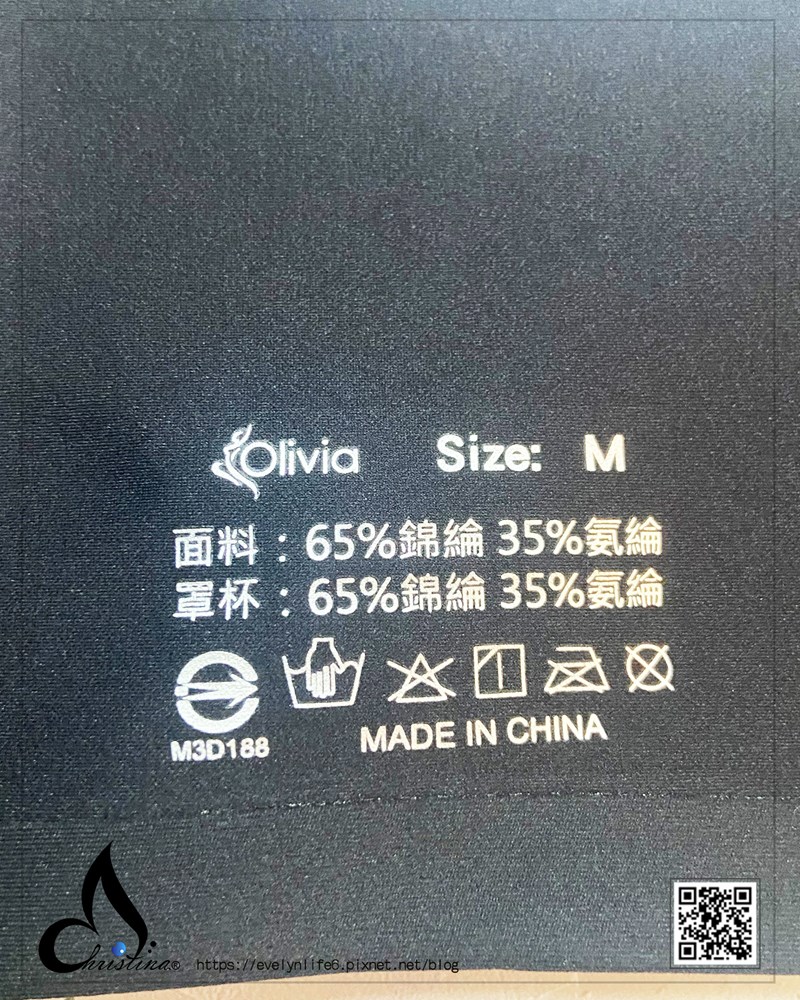 Olivia Size: M
面料：65%錦綸 35%氨綸
罩杯：65%錦綸 35%氨綸
M3D188
MADE IN CHINA
Christina® https://evelynlife6.pixnet.net/blog